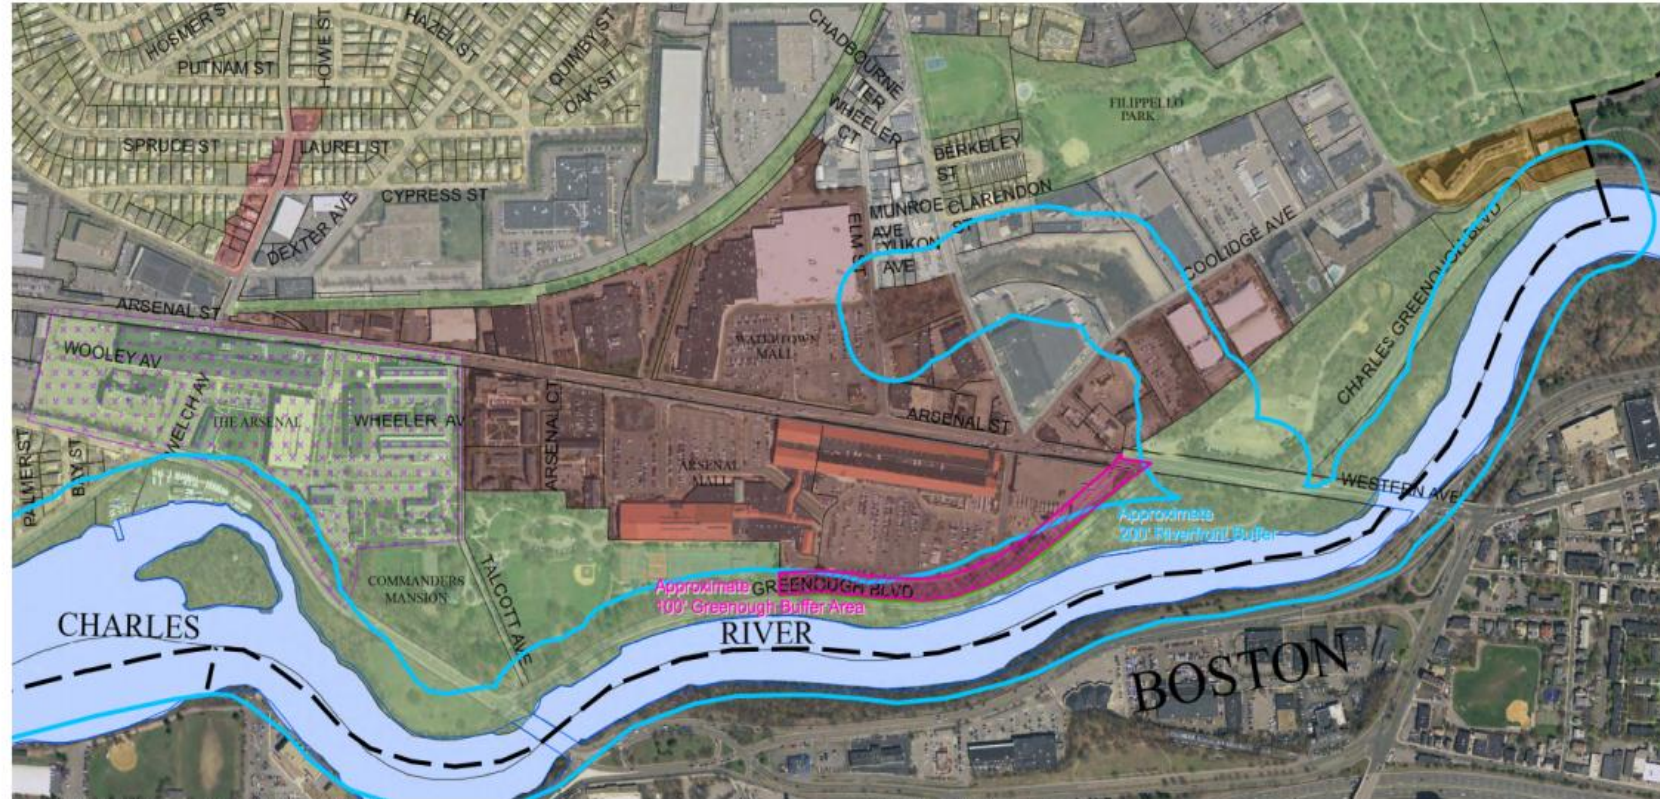 HOSMER ST
HOWE ST
HAZEL ST
QUIMBY ST
CHADBOURNE
TER
PUTNAM ST
OAK ST
WHEELER
CT
FILIPPELLO
PARK
SPRUCE ST
LAUREL ST
BERKELEY
ST
CYPRESS ST
CLARENDON
ST
MUNROE
AVE
ELM ST
YUKON
AVE
DEXTER AVE
COOLIDGE AVE
CHARLES GREENOUGH BLVD
ARSENAL ST
WOOLEY AV
WATERTOWN
MALL
WELCH AV
THE ARSENAL
WHEELER AV
ARSENAL CT
ARSENAL ST
PALMER ST
BAY ST
ARSENAL
MALL
WESTERN AVE
Approximate
200' Riverfront Buffer
COMMANDERS
MANSION
TALCOTT AVE
Approximate
100' Greenough Buffer Area
GREENOUGH BLVD
CHARLES
RIVER
BOSTON